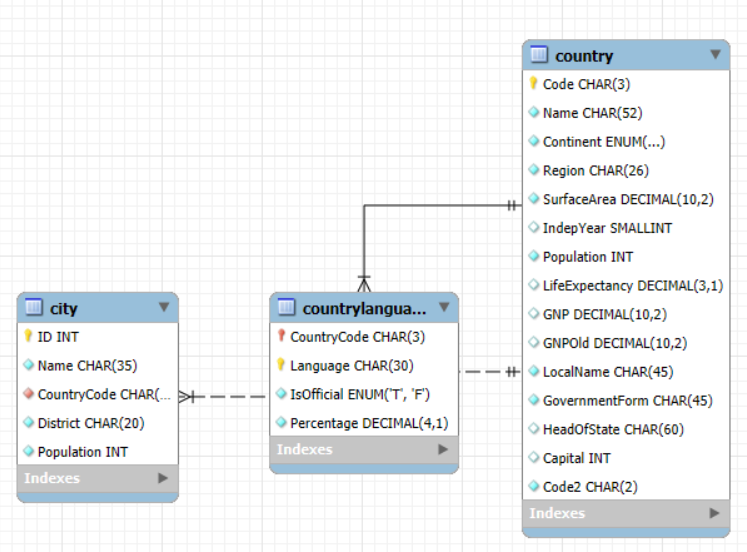 city
ID INT
Name CHAR(35)
CountryCode CHAR(...
District CHAR(20)
Population INT
Indexes
countrylangua...
CountryCode CHAR(3)
Language CHAR(30)
IsOfficial ENUM('T', 'F')
Percentage DECIMAL(4,1)
Indexes
country
Code CHAR(3)
Name CHAR(52)
Continent ENUM(...)
Region CHAR(26)
SurfaceArea DECIMAL(10,2)
IndepYear SMALLINT
Population INT
LifeExpectancy DECIMAL(3,1)
GNP DECIMAL(10,2)
GNPOld DECIMAL(10,2)
LocalName CHAR(45)
GovernmentForm CHAR(45)
HeadOfState CHAR(60)
Capital INT
Code2 CHAR(2)
Indexes